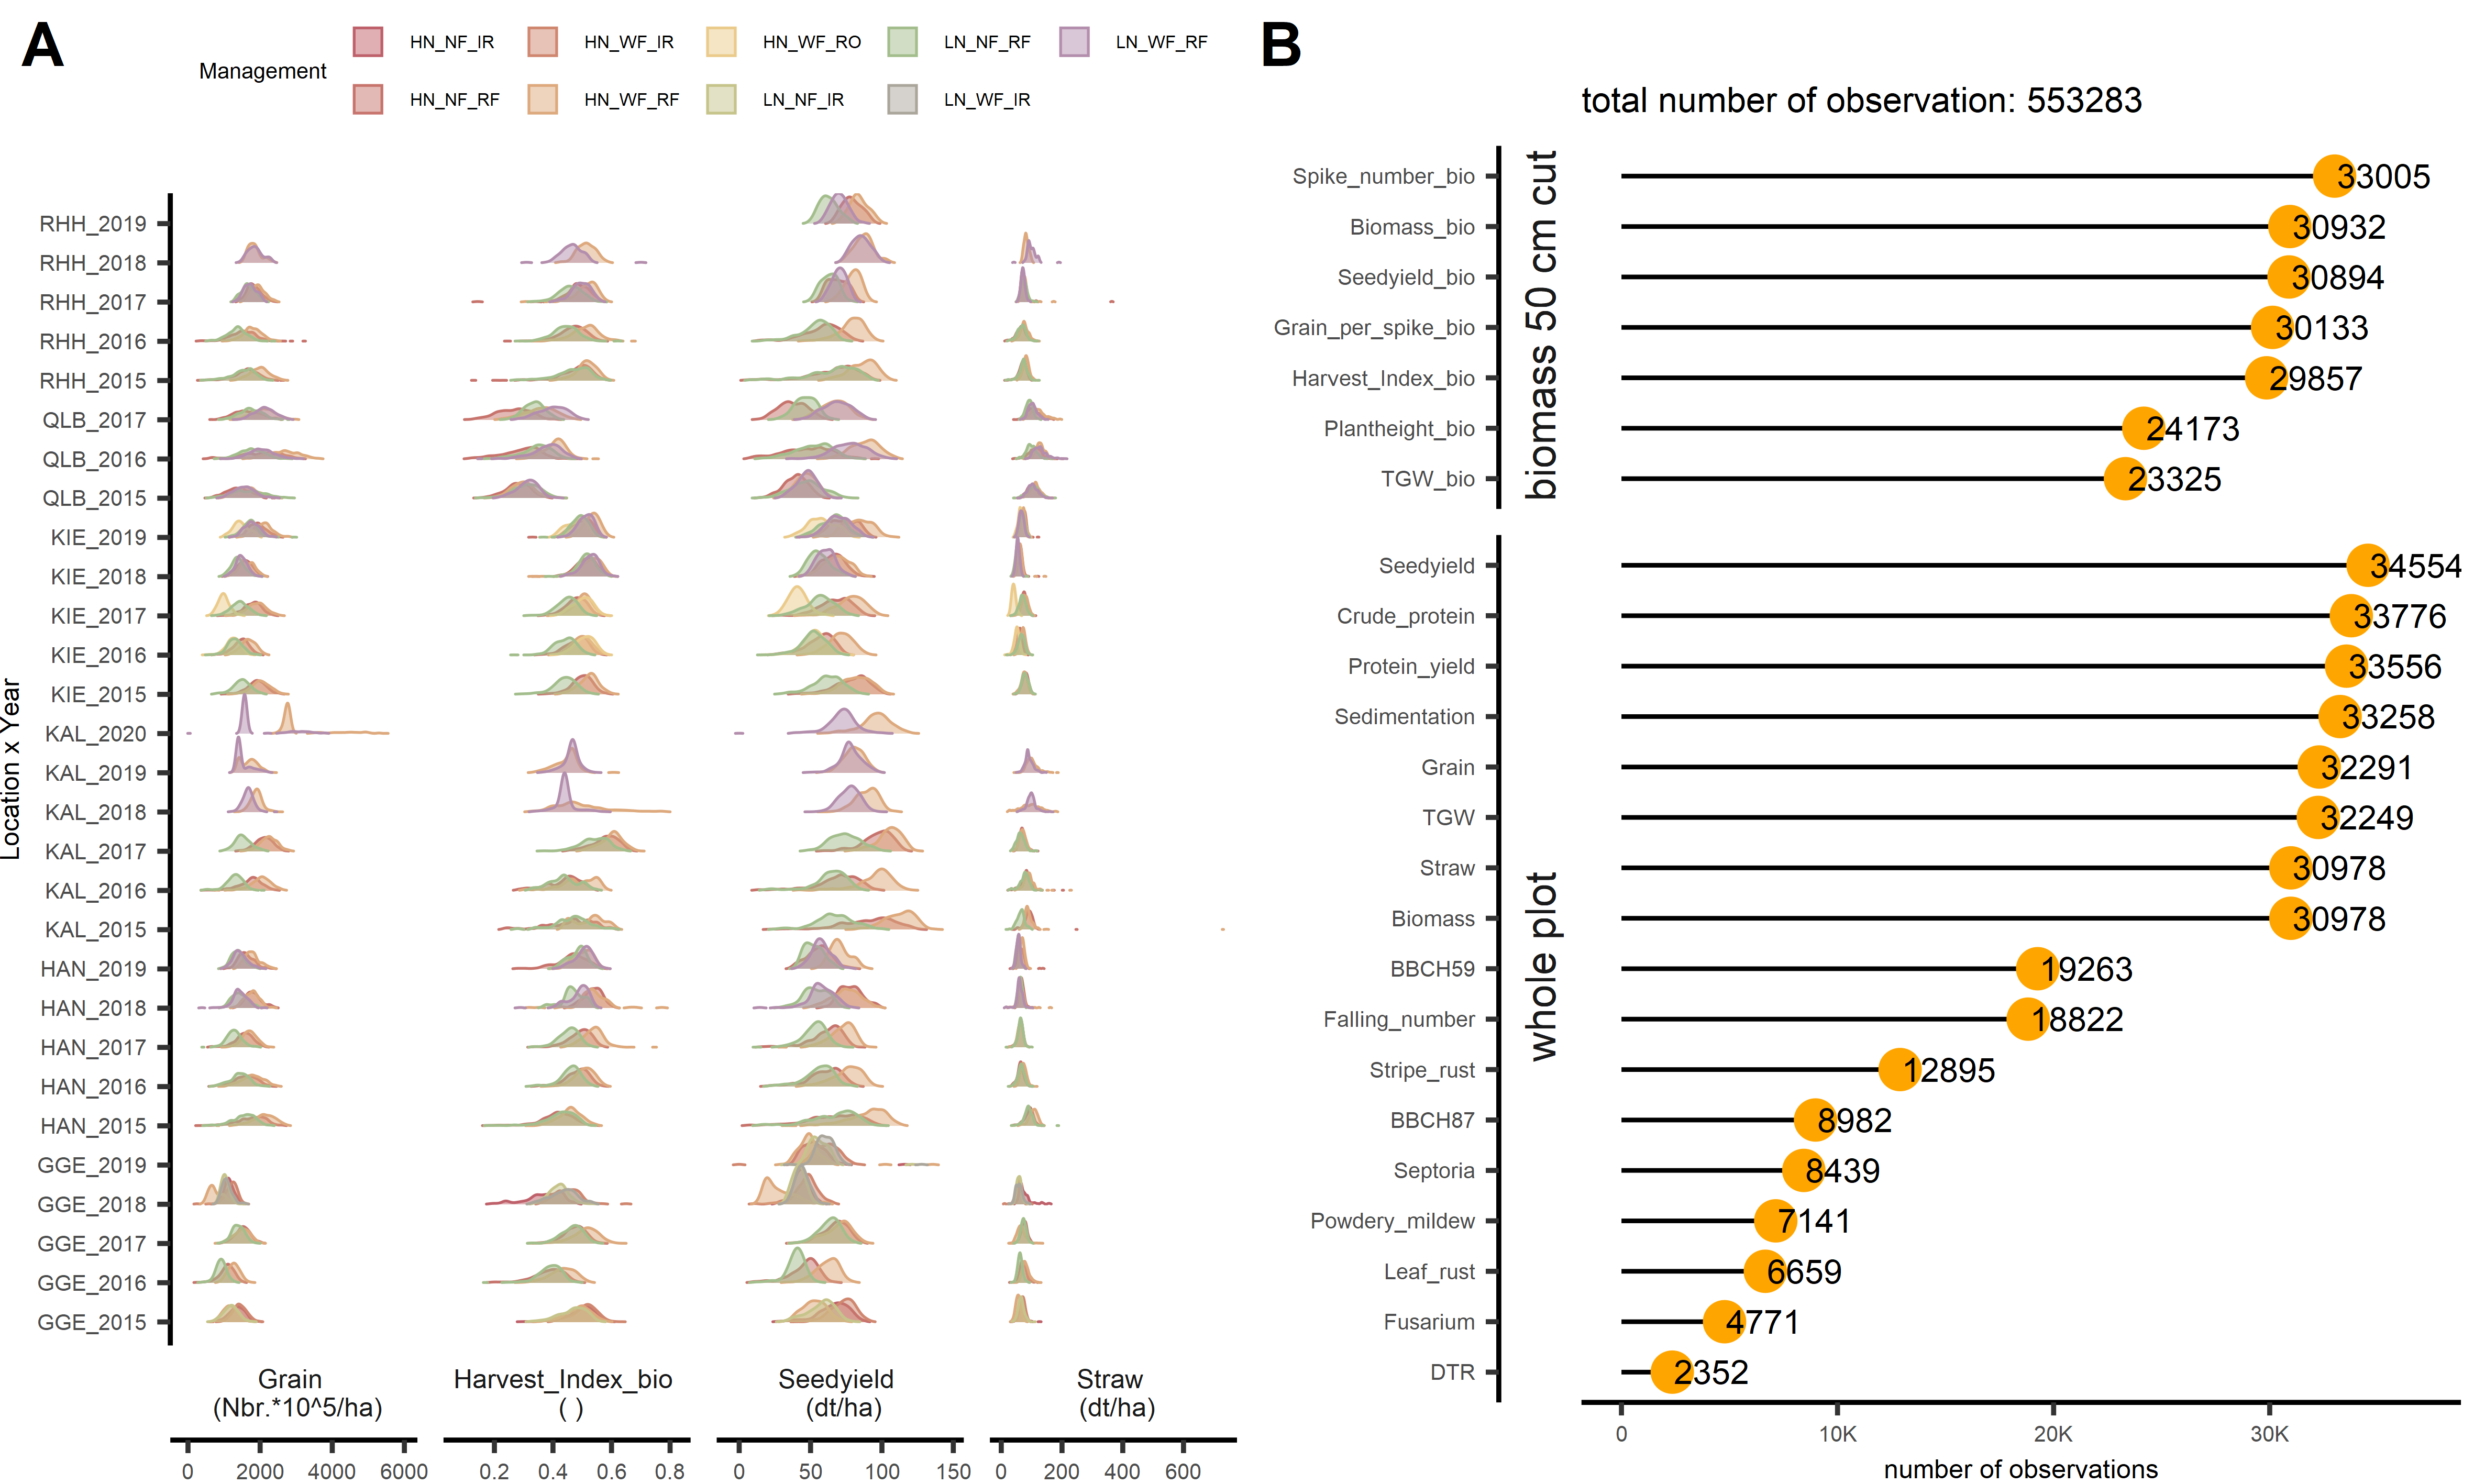 A
Management
HN_NF_IR
HN_WF_IR
HN_WF_RO
LN_NF_RF
LN_WF_RF
HN_NF_RF
HN_WF_RF
LN_NF_IR
LN_WF_IR
Location x Year
RHH_2019
RHH_2018
RHH_2017
RHH_2016
RHH_2015
QLB_2017
QLB_2016
QLB_2015
KIE_2019
KIE_2018
KIE_2017
KIE_2016
KIE_2015
KAL_2020
KAL_2019
KAL_2018
KAL_2017
KAL_2016
KAL_2015
HAN_2019
HAN_2018
HAN_2017
HAN_2016
HAN_2015
GGE_2019
GGE_2018
GGE_2017
GGE_2016
GGE_2015
Grain
(Nbr.*10^5/ha)
Harvest_Index_bio
( )
Seedyield
(dt/ha)
Straw
(dt/ha)
0 2000 4000 6000
0.2 0.4 0.6 0.8
0 50 100 150
0 200 400 600
B
total number of observation: 553283
biomass 50 cm cut
Spike_number_bio 33005
Biomass_bio 30932
Seedyield_bio 30894
Grain_per_spike_bio 30133
Harvest_Index_bio 29857
Plantheight_bio 24173
TGW_bio 23325
whole plot
Seedyield 34554
Crude_protein 33776
Protein_yield 33556
Sedimentation 33258
Grain 32291
TGW 32249
Straw 30978
Biomass 30978
BBCH59 19263
Falling_number 18822
Stripe_rust 12895
BBCH87 8982
Septoria 8439
Powdery_mildew 7141
Leaf_rust 6659
Fusarium 4771
DTR 2352
0 10K 20K 30K
number of observations